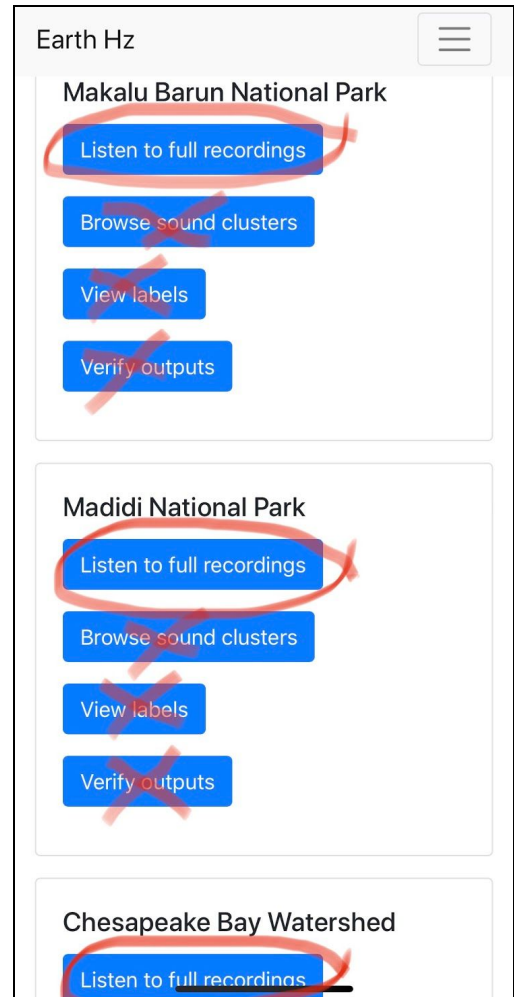 Earth Hz
Makalu Barun National Park
Listen to full recordings
Browse sound clusters
View labels
Verify outputs
Madidi National Park
Listen to full recordings
Browse sound clusters
View labels
Verify outputs
Chesapeake Bay Watershed
Listen to full recordings